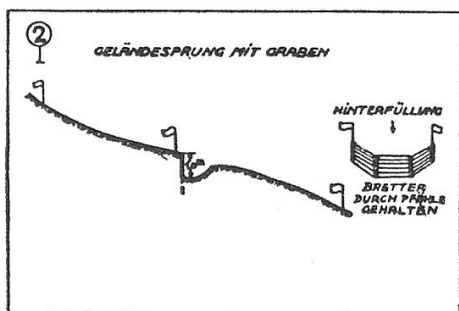 2
GELÄNDESPRUNG MIT GRABEN
HINTERFÜLLUNG
BRETTER
DURCH PFÄHLE
GEHALTEN